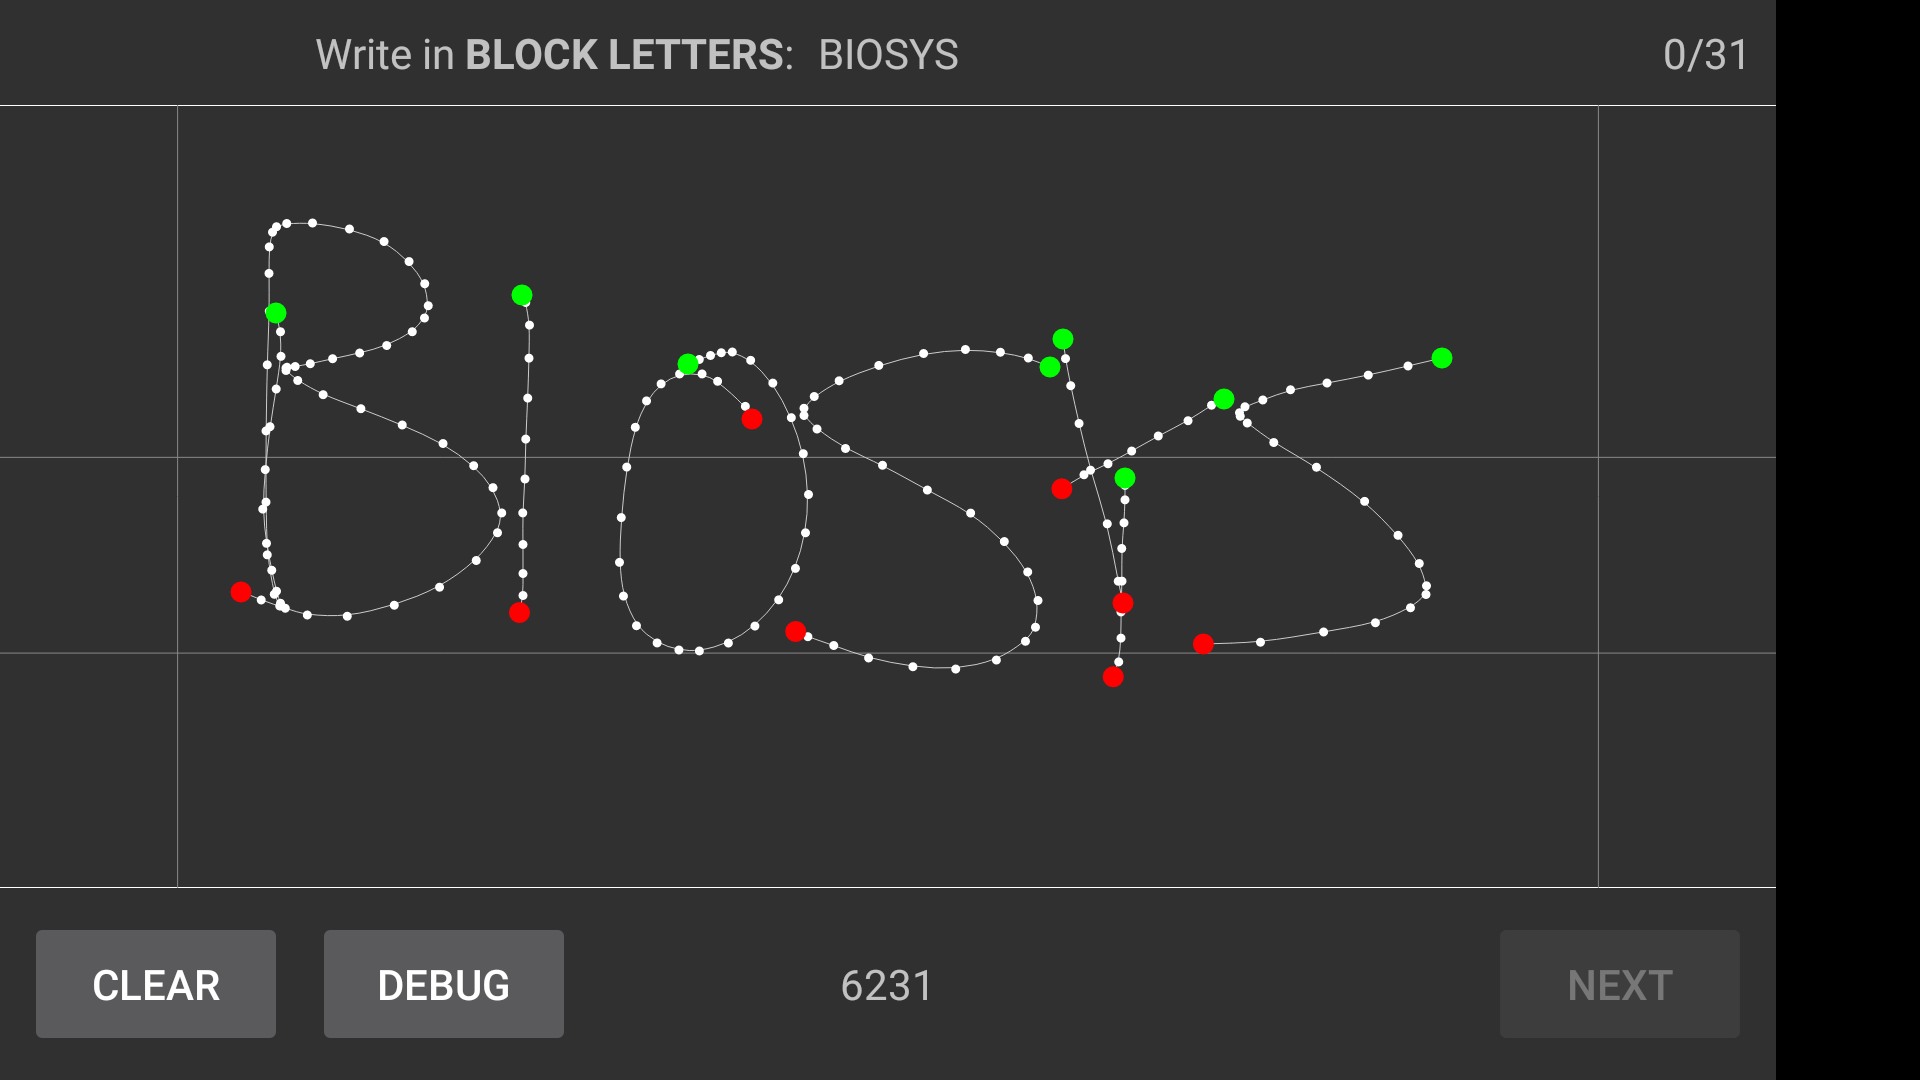 Write in BLOCK LETTERS: BIOSYS 0/31
BIOSYS
CLEAR DEBUG 6231 NEXT